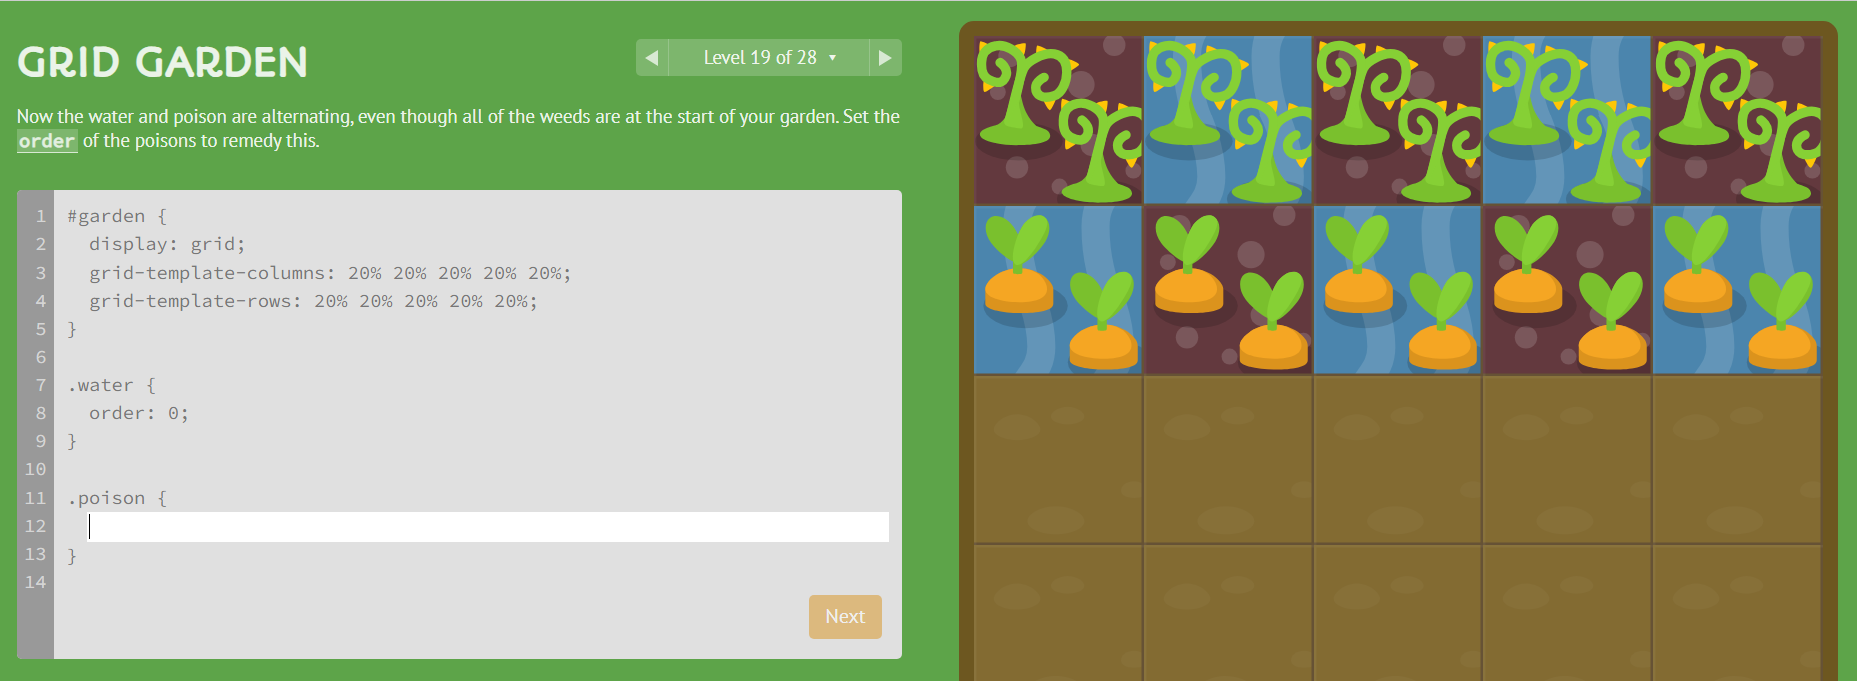 GRID GARDEN
◀ Level 19 of 28 ▾ ▶
Now the water and poison are alternating, even though all of the weeds are at the start of your garden. Set the
order of the poisons to remedy this.
1 #garden {
2   display: grid;
3   grid-template-columns: 20% 20% 20% 20% 20%;
4   grid-template-rows: 20% 20% 20% 20% 20%;
5 }
6
7 .water {
8   order: 0;
9 }
10
11 .poison {
12
13 }
14
Next